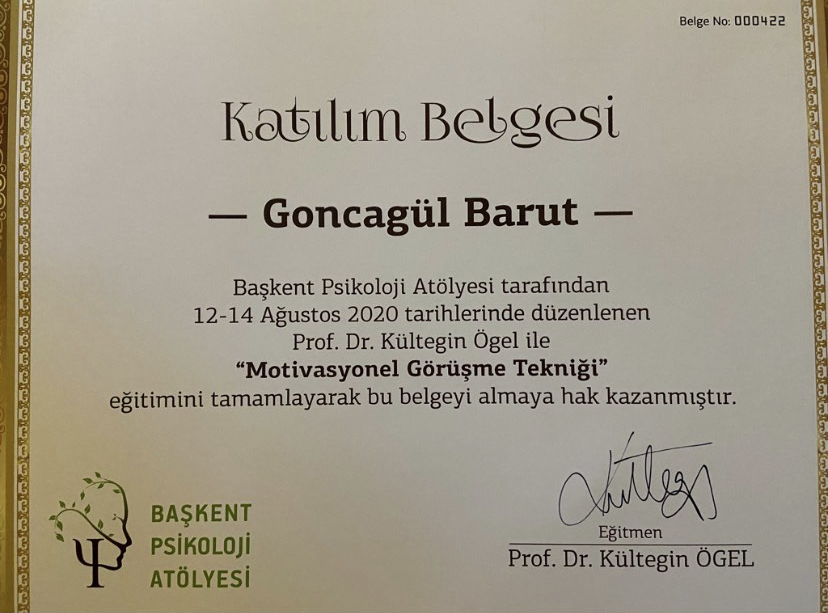 Belge No: 000422
Katılım Belgesi
— Goncagül Barut —
Başkent Psikoloji Atölyesi tarafından
12-14 Ağustos 2020 tarihlerinde düzenlenen
Prof. Dr. Kültegin Ögel ile
“Motivasyonel Görüşme Tekniği”
eğitimini tamamlayarak bu belgeyi almaya hak kazanmıştır.
BAŞKENT
PSİKOLOJİ
ATÖLYESİ
Kültegin
Eğitmen
Prof. Dr. Kültegin ÖGEL